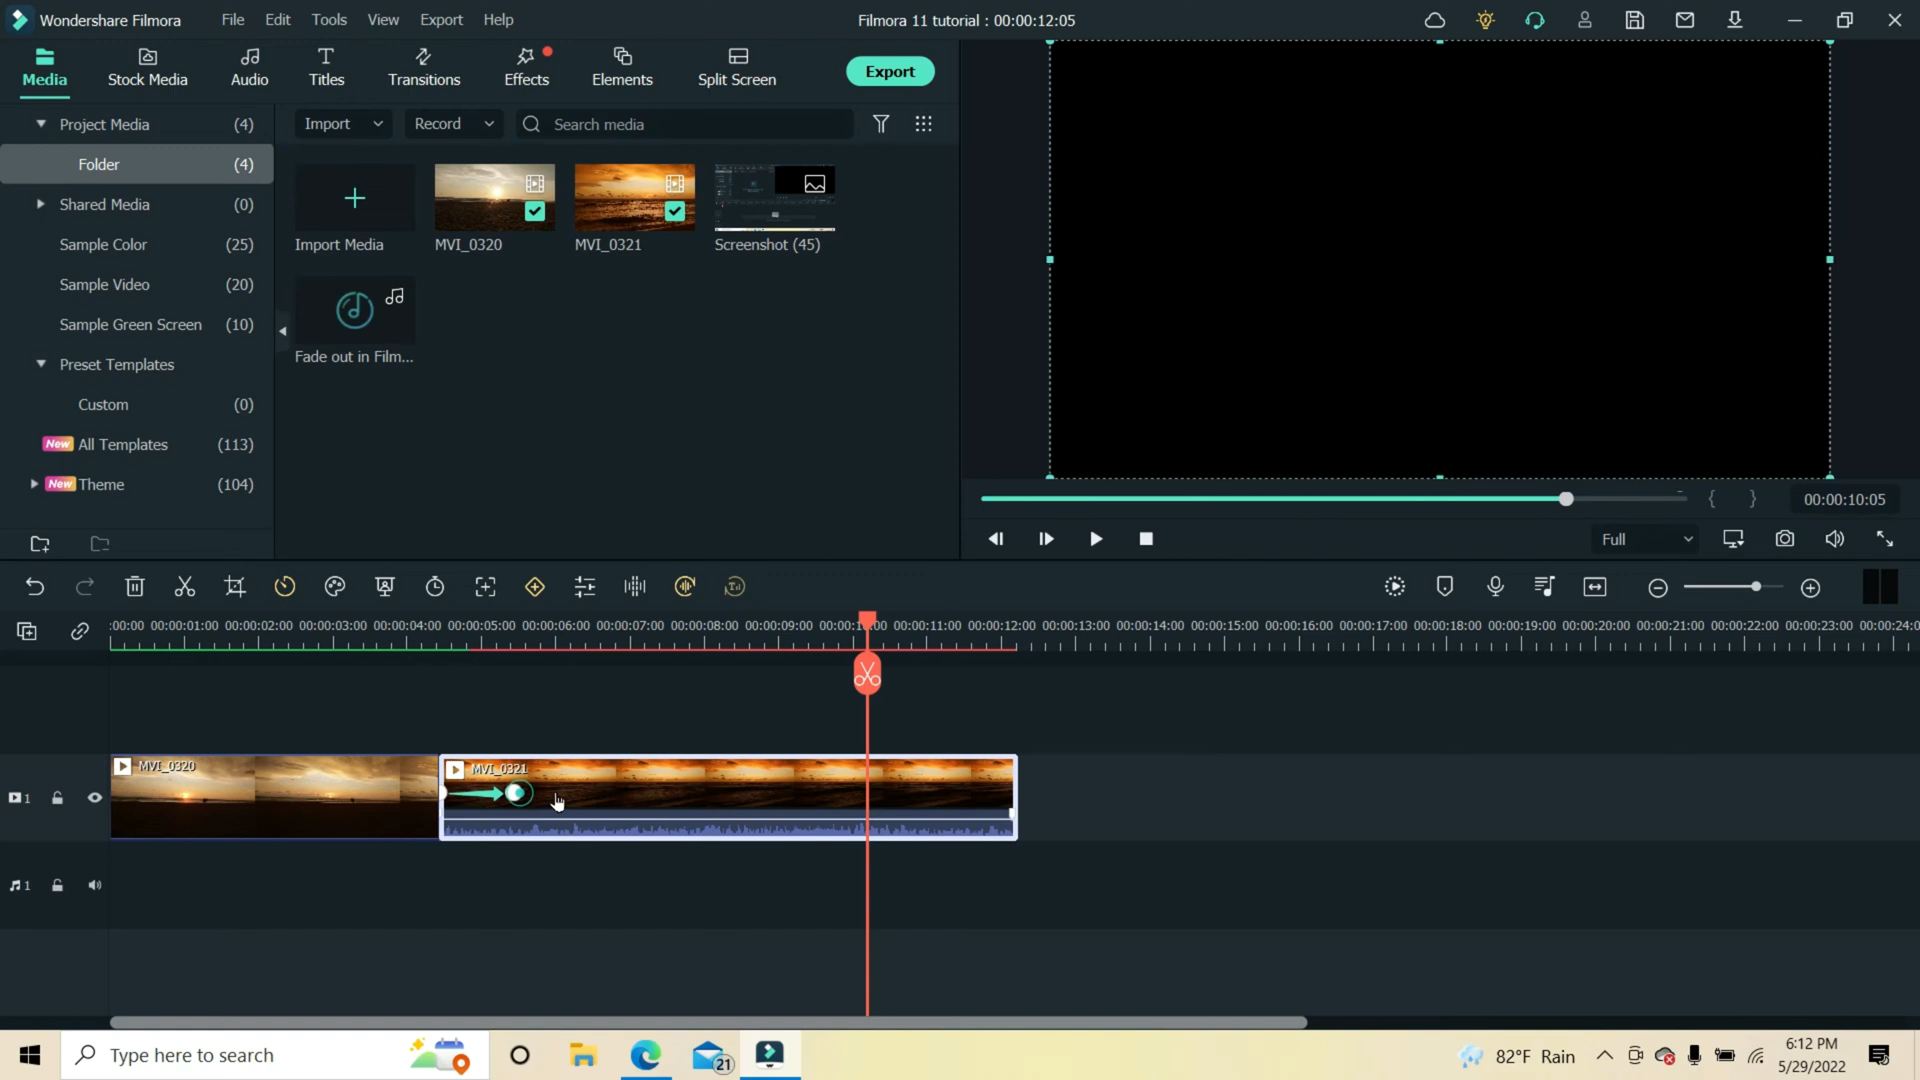 Wondershare Filmora
File
Edit
Tools
View
Export
Help
Filmora 11 tutorial : 00:00:12:05
Media
Stock Media
Audio
Titles
Transitions
Effects
Elements
Split Screen
Export
Project Media (4)
Folder (4)
Shared Media (0)
Sample Color (25)
Sample Video (20)
Sample Green Screen (10)
Preset Templates
Custom (0)
New All Templates (113)
New Theme (104)
Import
Record
Search media
Import Media
MVI_0320
MVI_0321
Screenshot (45)
Fade out in Film...
{ }
00:00:10:05
Full
:00:00 00:00:01:00 00:00:02:00 00:00:03:00 00:00:04:00 00:00:05:00 00:00:06:00 00:00:07:00 00:00:08:00 00:00:09:00 00:00:11:00 00:00:12:00 00:00:13:00 00:00:14:00 00:00:15:00 00:00:16:00 00:00:17:00 00:00:18:00 00:00:19:00 00:00:20:00 00:00:21:00 00:00:22:00 00:00:23:00 00:00:24:0
MVI_0320
MVI_0321
1
1
Type here to search
21
82°F Rain
6:12 PM
5/29/2022